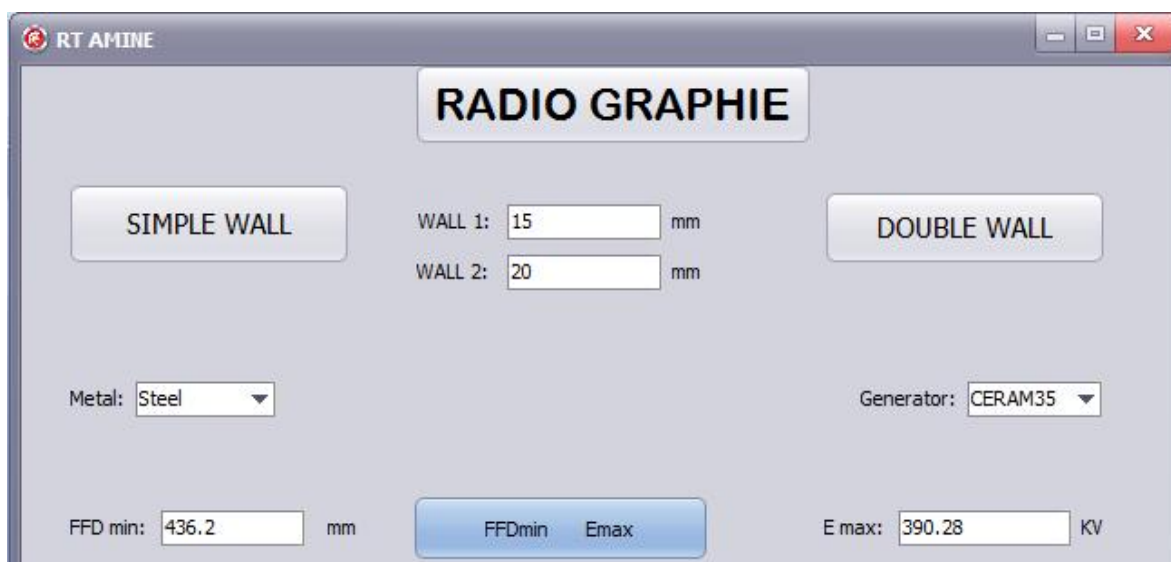 RT AMINE
RADIO GRAPHIE
SIMPLE WALL
WALL 1: 15 mm
WALL 2: 20 mm
DOUBLE WALL
Metal: Steel
Generator: CERAM35
FFD min: 436.2 mm
FFDmin Emax
E max: 390.28 KV